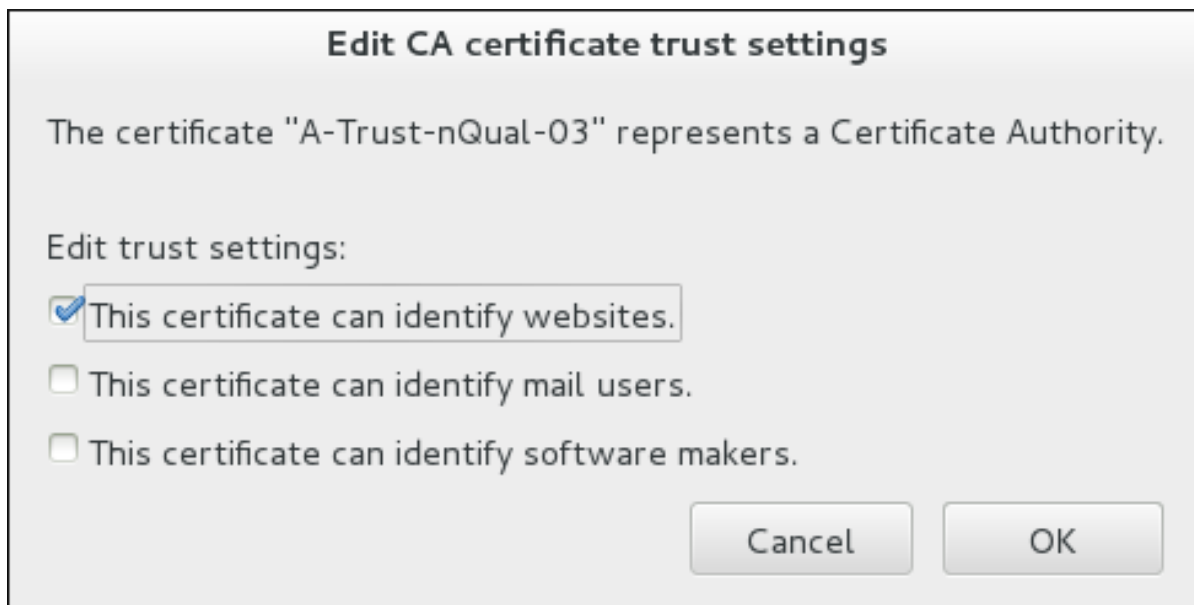 Edit CA certificate trust settings
The certificate "A-Trust-nQual-03" represents a Certificate Authority.
Edit trust settings:
This certificate can identify websites.
This certificate can identify mail users.
This certificate can identify software makers.
Cancel
OK